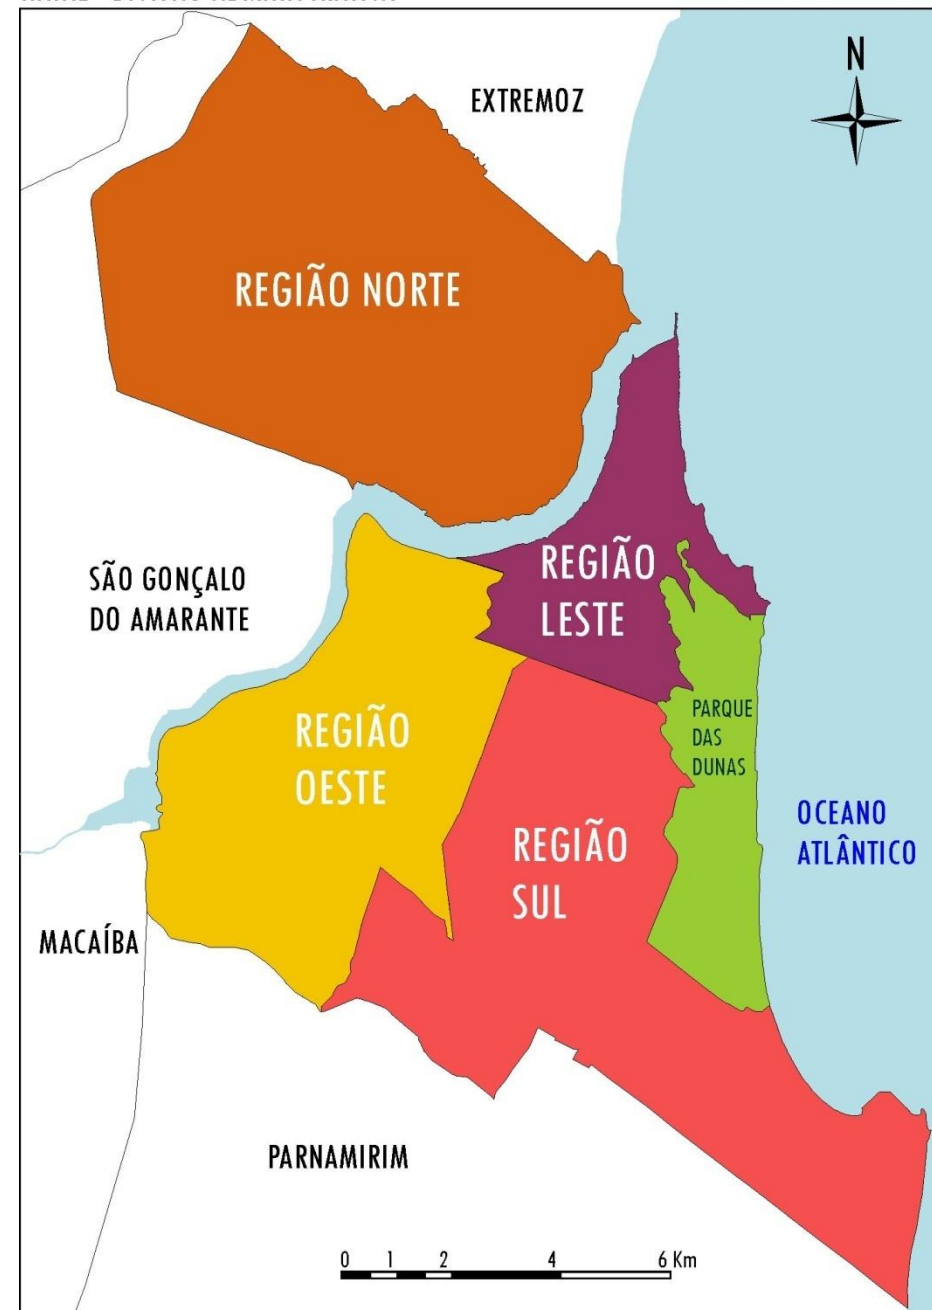 N
EXTREMOZ
REGIÃO NORTE
SÃO GONÇALO
DO AMARANTE
REGIÃO
LESTE
REGIÃO
OESTE
PARQUE
DAS
DUNAS
OCEANO
ATLÂNTICO
REGIÃO
SUL
MACAÍBA
PARNAMIRIM
0 1 2 4 6 Km